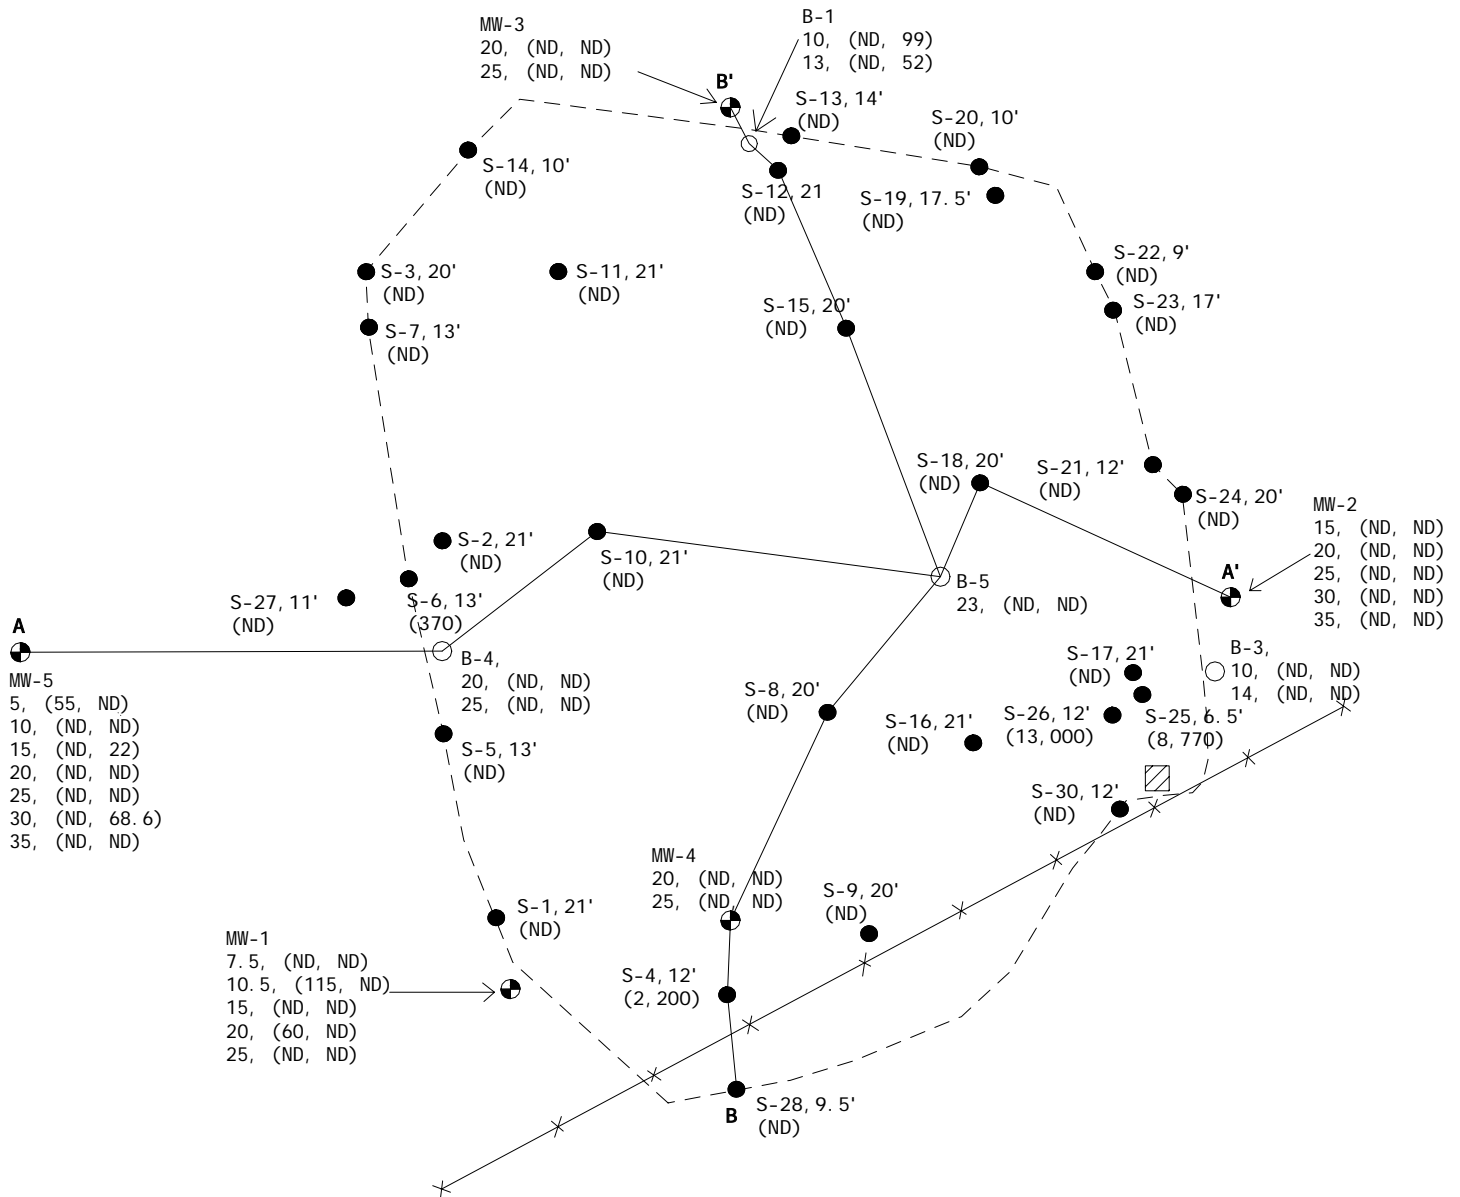 MW-3
20, (ND, ND)
25, (ND, ND)
B-1
10, (ND, 99)
13, (ND, 52)
B'
S-13, 14'
(ND)
S-20, 10'
(ND)
S-14, 10'
(ND)
S-12, 21
(ND)
S-19, 17.5'
(ND)
S-3, 20'
(ND)
S-11, 21'
(ND)
S-22, 9'
(ND)
S-15, 20'
(ND)
S-23, 17'
(ND)
S-7, 13'
(ND)
S-18, 20'
(ND)
S-21, 12'
(ND)
S-24, 20'
(ND)
MW-2
15, (ND, ND)
20, (ND, ND)
25, (ND, ND)
30, (ND, ND)
35, (ND, ND)
A'
S-2, 21'
(ND)
S-10, 21'
(ND)
B-5
23, (ND, ND)
S-27, 11'
(ND)
S-6, 13'
(370)
A
MW-5
5, (55, ND)
10, (ND, ND)
15, (ND, 22)
20, (ND, ND)
25, (ND, ND)
30, (ND, 68.6)
35, (ND, ND)
B-4,
20, (ND, ND)
25, (ND, ND)
S-17, 21'
(ND)
B-3,
10, (ND, ND)
14, (ND, ND)
S-8, 20'
(ND)
S-16, 21'
(ND)
S-26, 12'
(13,000)
S-25, 6.5'
(8,770)
S-5, 13'
(ND)
S-30, 12'
(ND)
MW-4
20, (ND, ND)
25, (ND, ND)
S-9, 20'
(ND)
S-1, 21'
(ND)
MW-1
7.5, (ND, ND)
10.5, (115, ND)
15, (ND, ND)
20, (60, ND)
25, (ND, ND)
S-4, 12'
(2,200)
B
S-28, 9.5'
(ND)